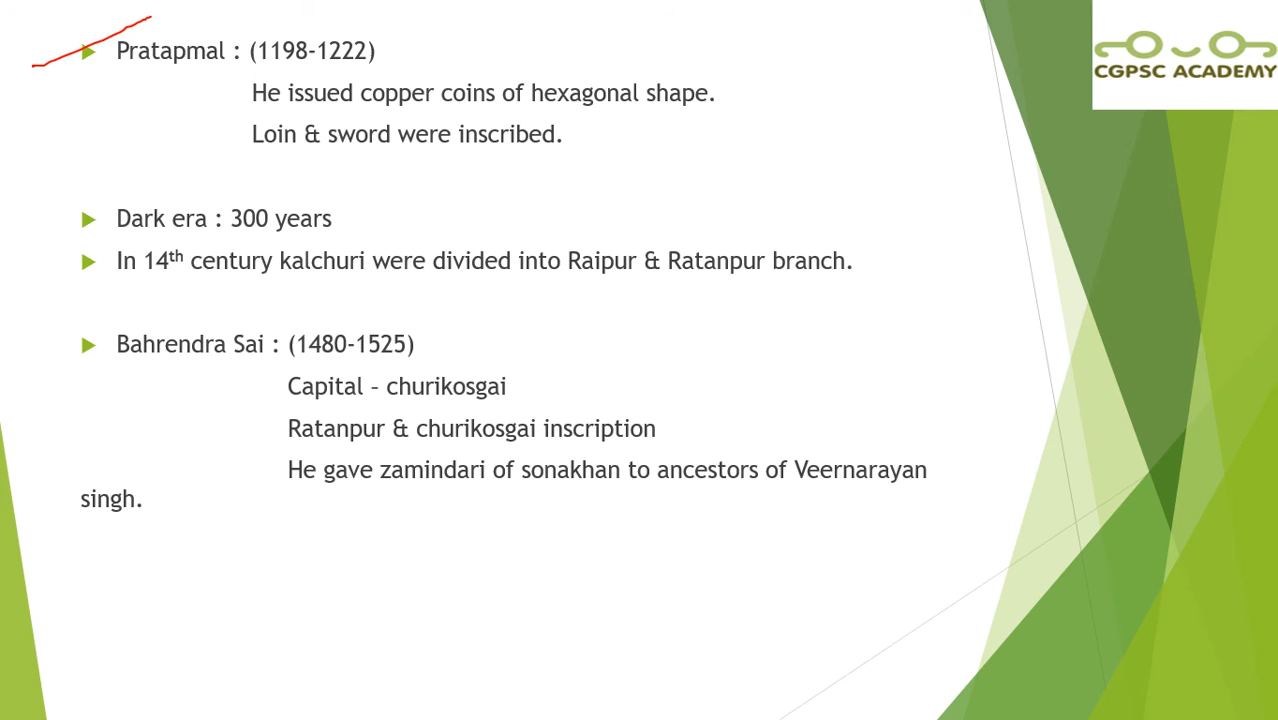 Pratapmal : (1198-1222)
He issued copper coins of hexagonal shape.
Loin & sword were inscribed.
Dark era : 300 years
In 14th century kalchuri were divided into Raipur & Ratanpur branch.
Bahrendra Sai : (1480-1525)
Capital – churikosgai
Ratanpur & churikosgai inscription
He gave zamindari of sonakhan to ancestors of Veernarayan
singh.
CGPSC ACADEMY